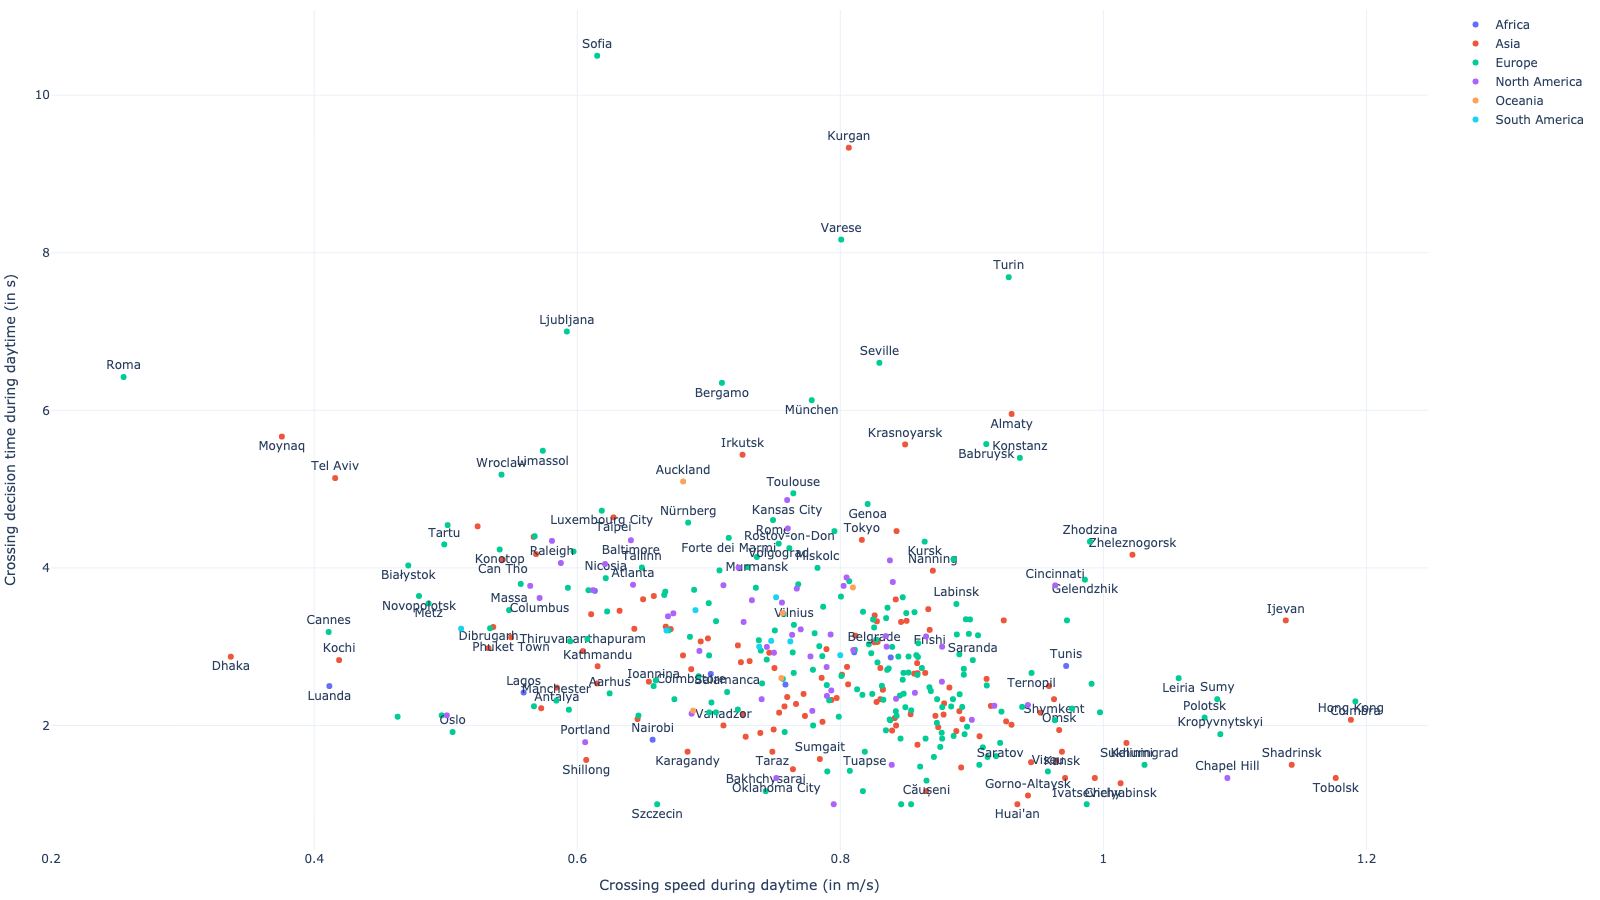 Sofia
Africa
Asia
Europe
North America
Oceania
South America
10
Kurgan
Varese
8
Turin
Ljubljana
Seville
Roma
Bergamo
6
München
Almaty
Krasnoyarsk
Moynaq
Irkutsk
Konstanz
Babruysk
Tel Aviv
Wroclaw
Limassol
Auckland
Toulouse
Kansas City
Nürnberg
Genoa
Luxembourg City
Taipei
Tartu
Rome
Rostov-on-Don
Tokyo
Zhodzina
Zheleznogorsk
Raleigh
Baltimore
Tallinn
Forte dei Marmi
Volgograd
Miskolc
Kursk
Nanning
Konotop
Can Tho
4
Nicosia
Atlanta
Murmansk
Białystok
Cincinnati
Gelendzhik
Labinsk
Massa
Columbus
Novopolotsk
Metz
Vilnius
Ijevan
Cannes
Dibrugarh
Thiruvananthapuram
Belgrade
Enshi
Saranda
Kochi
Phuket Town
Kathmandu
Tunis
Dhaka
Ioannina
Coimbatore
Salamanca
Lagos
Manchester
Aarhus
Antalya
Luanda
Ternopil
Leiria
Sumy
Polotsk
Shymkent
Omsk
Hong Kong
Coimbra
Oslo
Vanadzor
Kropyvnytskyi
2
Portland
Nairobi
Sumgait
Saratov
Sukhumi
Kaliningrad
Shadrinsk
Shillong
Karagandy
Taraz
Tuapse
Viseu
Kansk
Chapel Hill
Bakhchysarai
Oklahoma City
Căușeni
Gorno-Altaysk
Ivatsevichy
Chelyabinsk
Tobolsk
Szczecin
Huai'an
0.2
0.4
0.6
0.8
1
1.2
Crossing speed during daytime (in m/s)
Crossing decision time during daytime (in s)